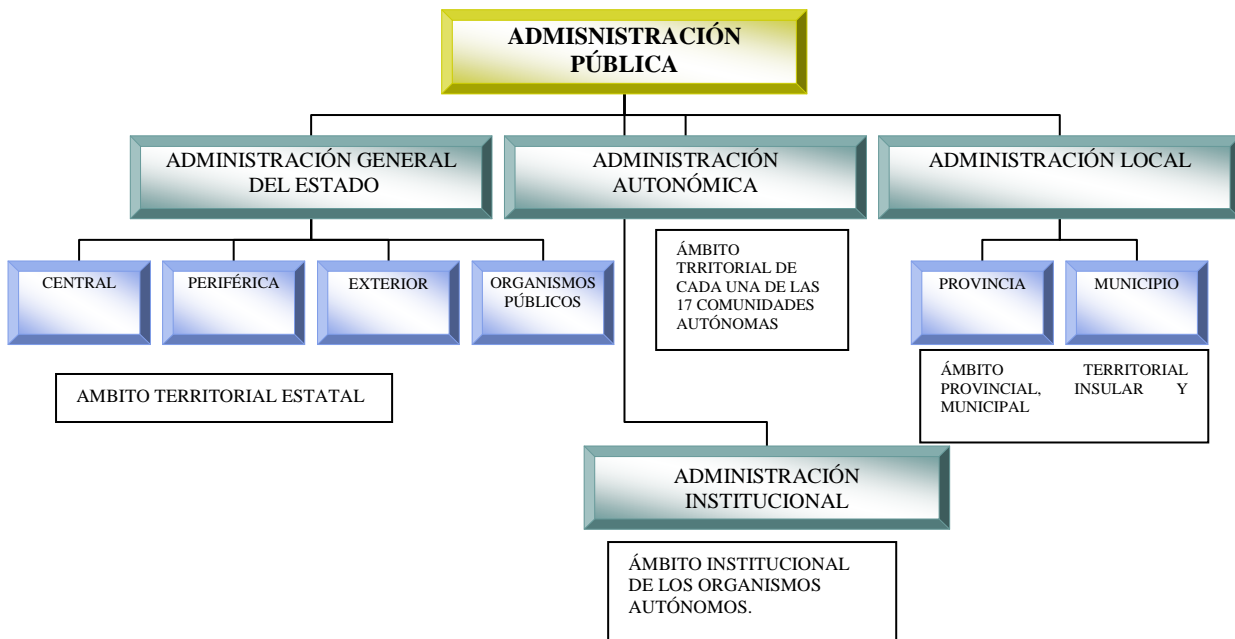 ADMISNISTRACIÓN
PÚBLICA
ADMINISTRACIÓN GENERAL
DEL ESTADO
ADMINISTRACIÓN
AUTONÓMICA
ADMINISTRACIÓN LOCAL
CENTRAL
PERIFÉRICA
EXTERIOR
ORGANISMOS
PÚBLICOS
ÁMBITO
TRRITORIAL DE
CADA UNA DE LAS
17 COMUNIDADES
AUTÓNOMAS
PROVINCIA
MUNICIPIO
AMBITO TERRITORIAL ESTATAL
ÁMBITO TERRITORIAL
PROVINCIAL, INSULAR Y
MUNICIPAL
ADMINISTRACIÓN
INSTITUCIONAL
ÁMBITO INSTITUCIONAL
DE LOS ORGANISMOS
AUTÓNOMOS.